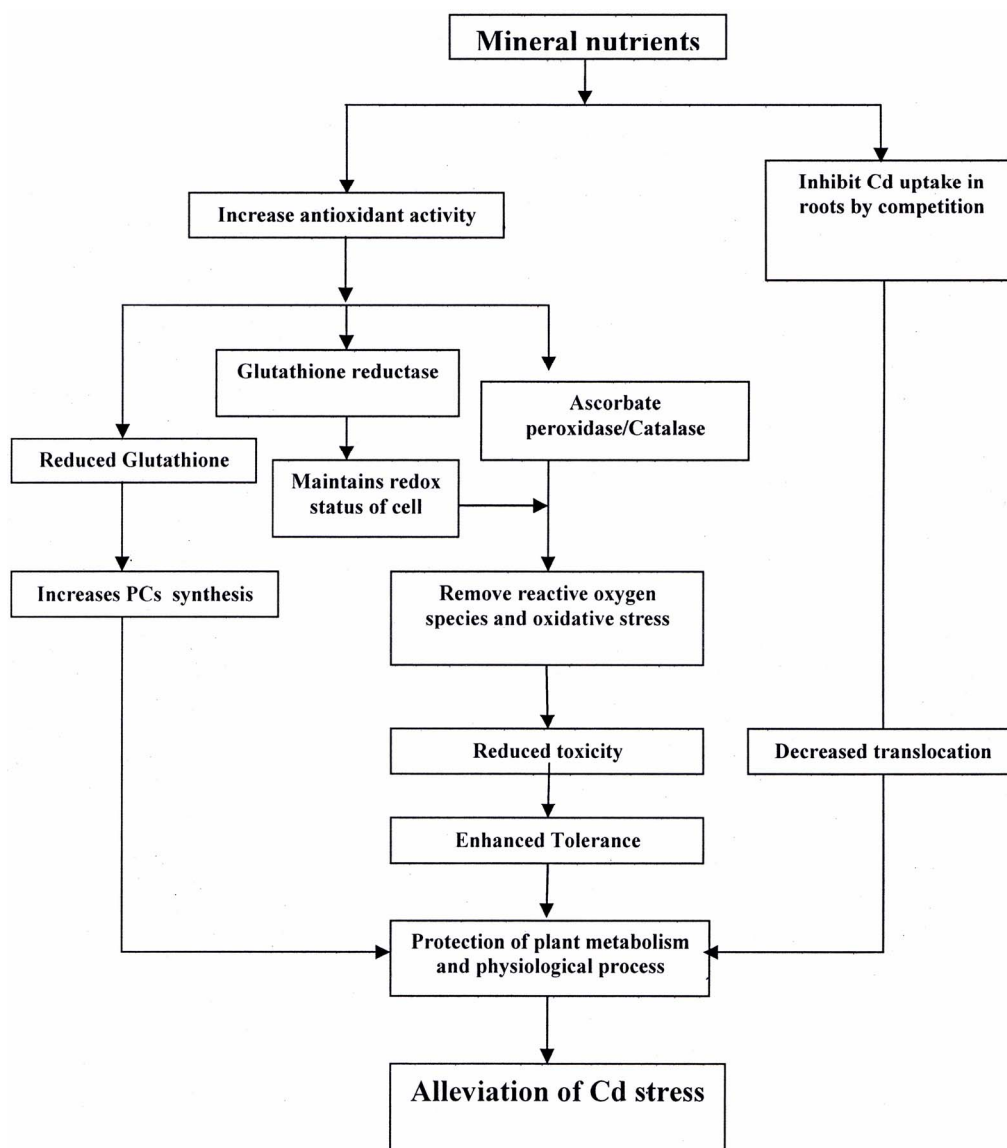 Mineral nutrients
Inhibit Cd uptake in
roots by competition
Increase antioxidant activity
Glutathione reductase
Ascorbate
peroxidase/Catalase
Reduced Glutathione
Maintains redox
status of cell
Increases PCs synthesis
Remove reactive oxygen
species and oxidative stress
Reduced toxicity
Decreased translocation
Enhanced Tolerance
Protection of plant metabolism
and physiological process
Alleviation of Cd stress